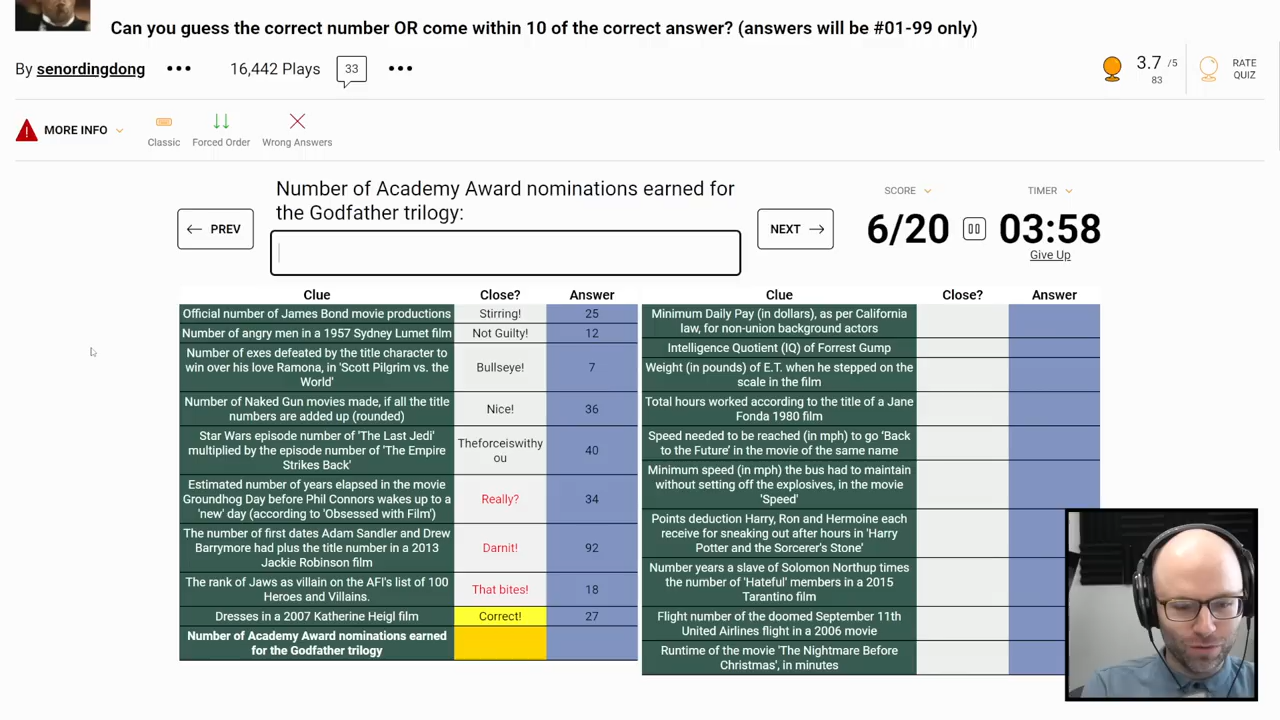 Can you guess the correct number OR come within 10 of the correct answer? (answers will be #01-99 only)
By senordingdong ••• 16,442 Plays 33 •••
3.7 /5
83
RATE
QUIZ
MORE INFO
Classic
Forced Order
Wrong Answers
Number of Academy Award nominations earned for
the Godfather trilogy:
← PREV
NEXT →
SCORE
6/20
TIMER
03:58
Give Up
Clue Close? Answer
Official number of James Bond movie productions Stirring! 25
Number of angry men in a 1957 Sydney Lumet film Not Guilty! 12
Number of exes defeated by the title character to
win over his love Ramona, in 'Scott Pilgrim vs. the
World'
Bullseye! 7
Number of Naked Gun movies made, if all the title
numbers are added up (rounded)
Nice! 36
Star Wars episode number of 'The Last Jedi'
multiplied by the episode number of 'The Empire
Strikes Back'
Theforceiswithy
ou
40
Estimated number of years elapsed in the movie
Groundhog Day before Phil Connors wakes up to a
'new' day (according to 'Obsessed with Film')
Really? 34
The number of first dates Adam Sandler and Drew
Barrymore had plus the title number in a 2013
Jackie Robinson film
Darnit! 92
The rank of Jaws as villain on the AFI's list of 100
Heroes and Villains.
That bites! 18
Dresses in a 2007 Katherine Heigl film Correct! 27
Number of Academy Award nominations earned
for the Godfather trilogy
Clue Close? Answer
Minimum Daily Pay (in dollars), as per California
law, for non-union background actors
Intelligence Quotient (IQ) of Forrest Gump
Weight (in pounds) of E.T. when he stepped on the
scale in the film
Total hours worked according to the title of a Jane
Fonda 1980 film
Speed needed to be reached (in mph) to go 'Back
to the Future' in the movie of the same name
Minimum speed (in mph) the bus had to maintain
without setting off the explosives, in the movie
'Speed'
Points deduction Harry, Ron and Hermoine each
receive for sneaking out after hours in 'Harry
Potter and the Sorcerer's Stone'
Number years a slave of Solomon Northup times
the number of 'Hateful' members in a 2015
Tarantino film
Flight number of the doomed September 11th
United Airlines flight in a 2006 movie
Runtime of the movie 'The Nightmare Before
Christmas', in minutes